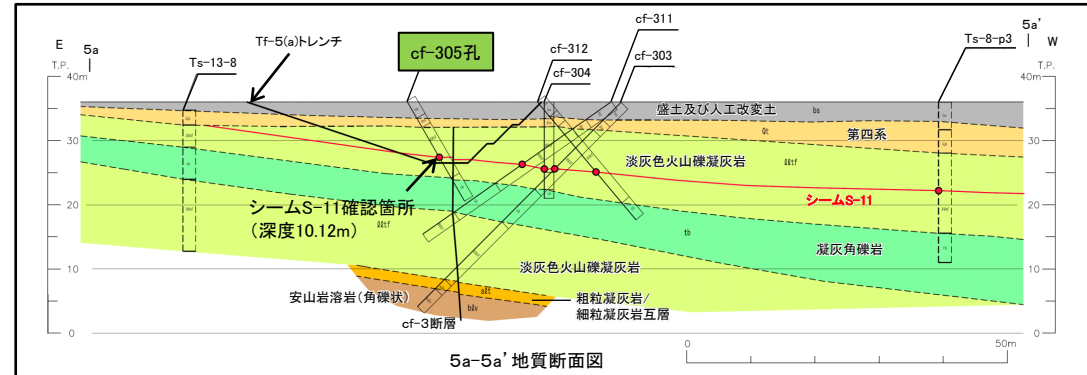 E
5a
T.P.
40m
30
20
10
0
Ts-13-8
Tf-5(a)トレンチ
cf-305孔
cf-312
cf-304
cf-311
cf-303
Ts-8-p3
5a'
W
T.P.
40m
30
20
10
0
盛土及び人工改変土
bs
Qt
第四系
淡灰色火山礫凝灰岩
ℓℓtf
シームS-11
シームS-11確認箇所
(深度10.12m)
ℓℓtf
tb
凝灰角礫岩
淡灰色火山礫凝灰岩
安山岩溶岩(角礫状)
bℓv
粗粒凝灰岩/
細粒凝灰岩互層
cf-3断層
0
50m
5a-5a'地質断面図